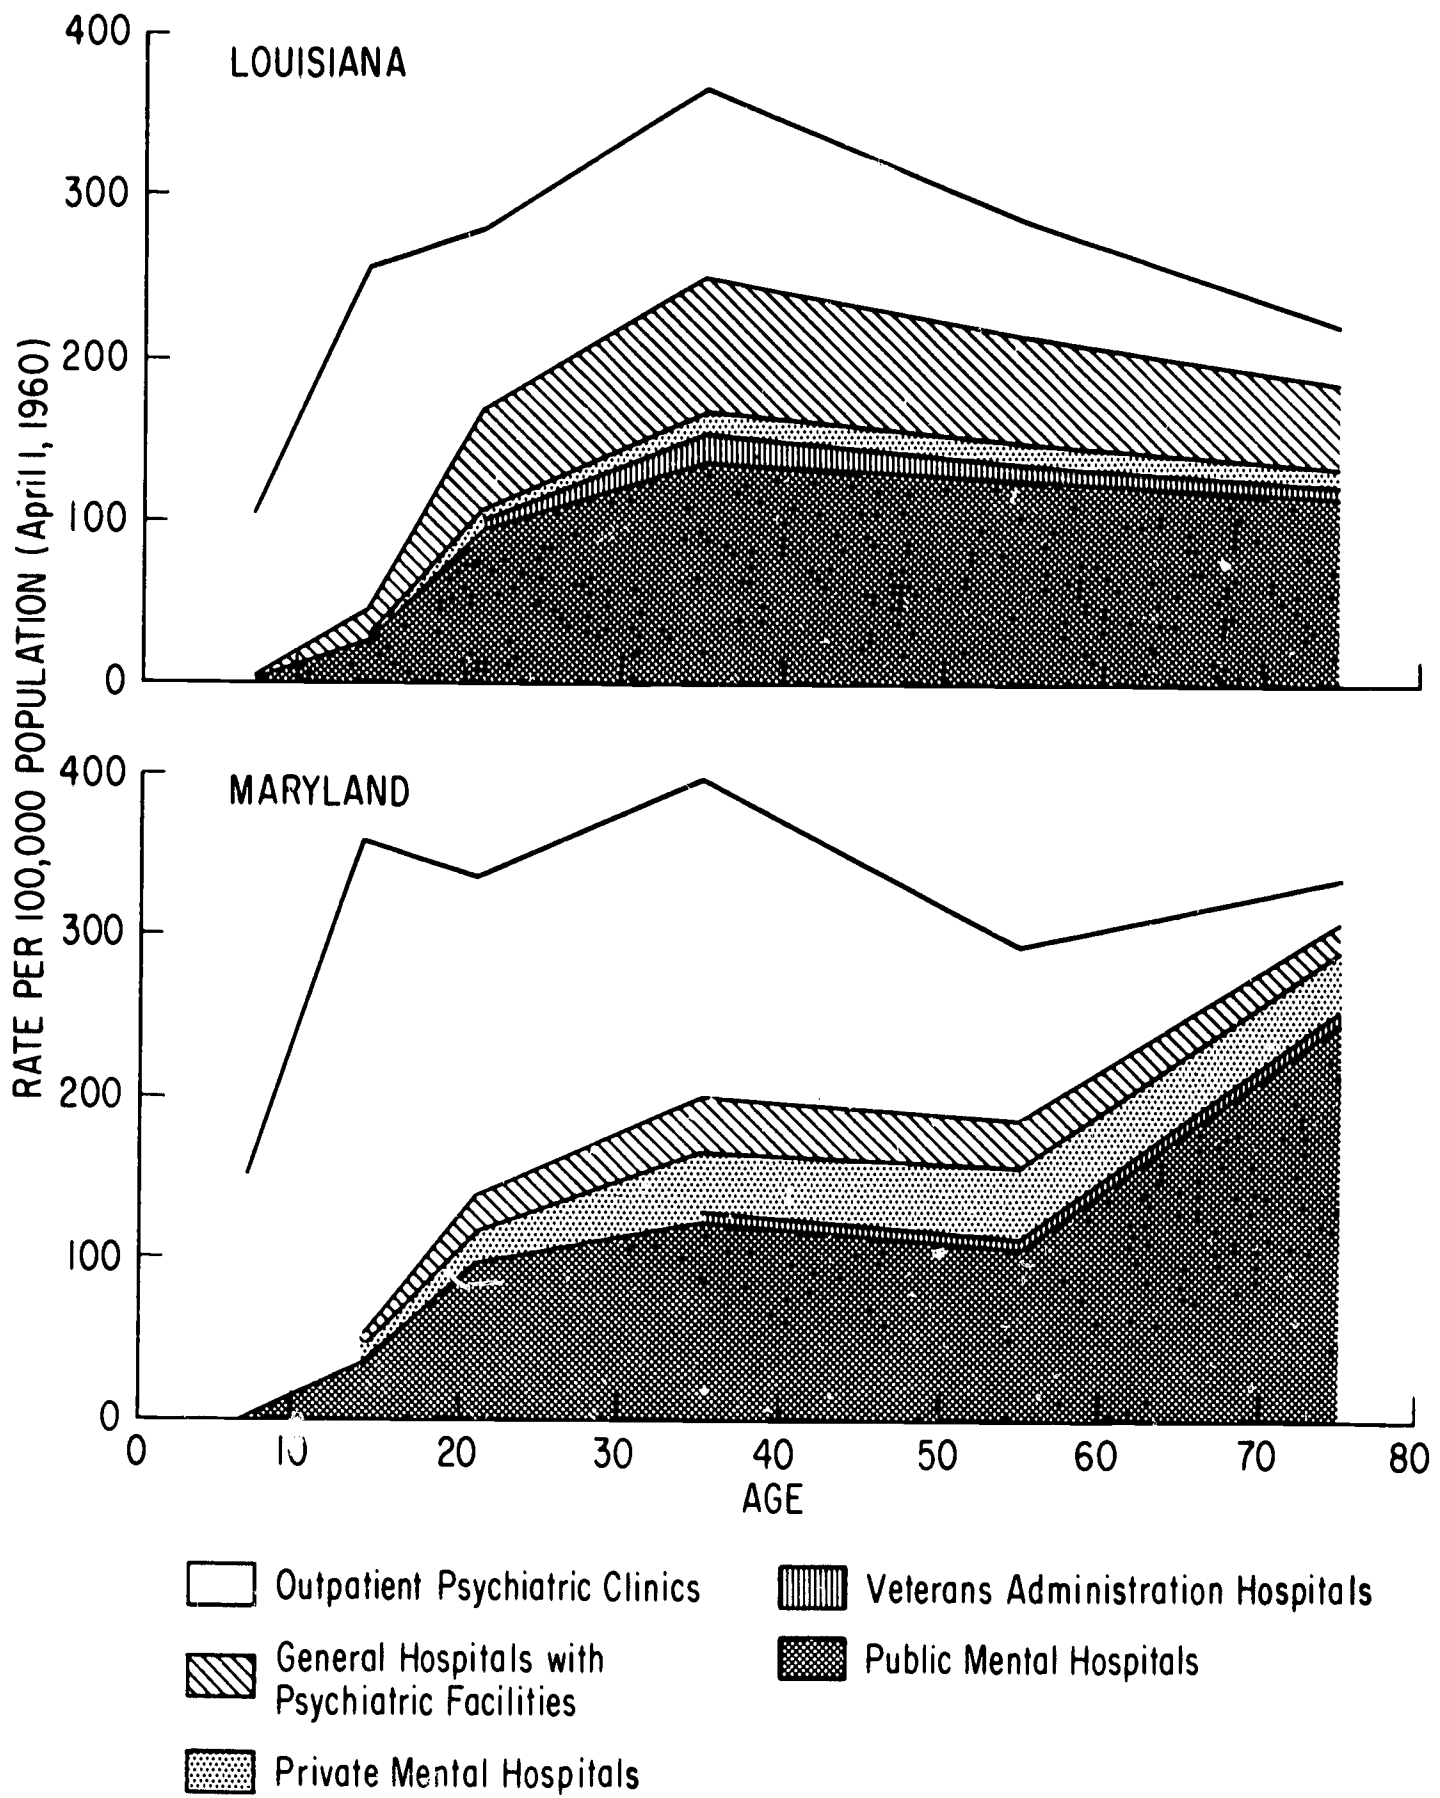 400
LOUISIANA
300
200
100
0
RATE PER 100,000 POPULATION (April 1, 1960)
400
MARYLAND
300
200
100
0
0 10 20 30 40 50 60 70 80
AGE
Outpatient Psychiatric Clinics
General Hospitals with
Psychiatric Facilities
Private Mental Hospitals
Veterans Administration Hospitals
Public Mental Hospitals